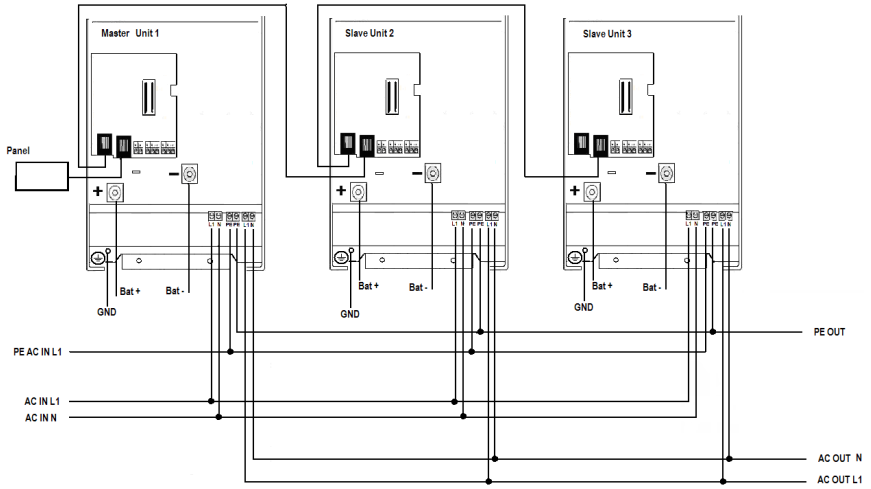 Master Unit 1
Slave Unit 2
Slave Unit 3
Panel
+ −
+ −
+ −
L1 N PE PE L1 N
L1 N PE PE L1 N
L1 N PE PE L1 N
Bat + Bat -
GND
Bat + Bat -
GND
Bat + Bat -
GND
PE OUT
PE AC IN L1
AC IN L1
AC IN N
AC OUT N
AC OUT L1